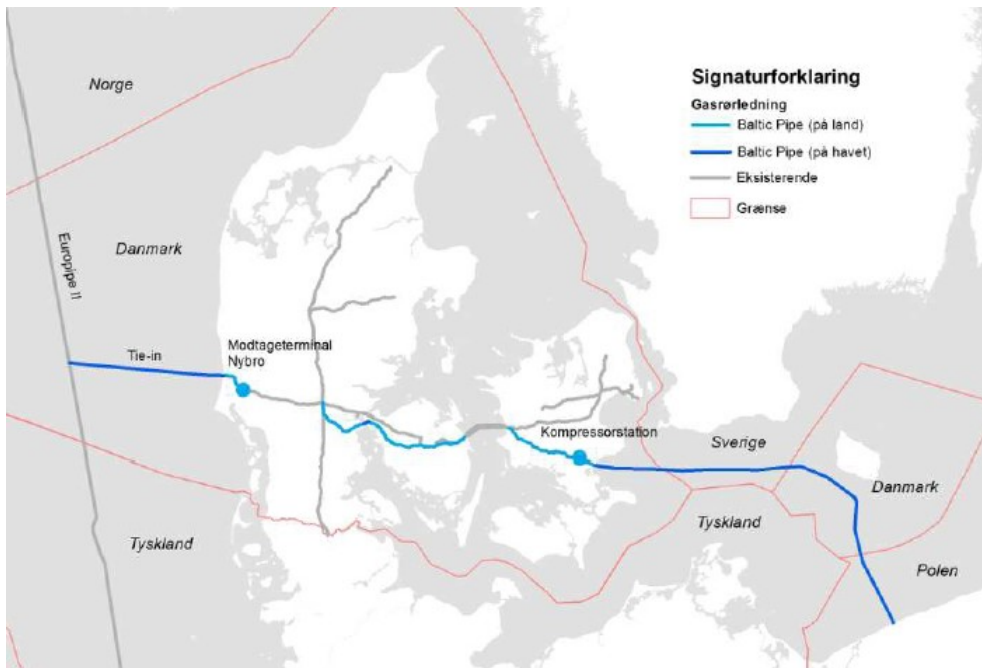 Norge
Signaturforklaring
Gasrørledning
Baltic Pipe (på land)
Baltic Pipe (på havet)
Eksisterende
Grænse
Danmark
Europipe II
Tie-in
Modtageterminal
Nybro
Kompressorstation
Sverige
Danmark
Tyskland
Tyskland
Polen